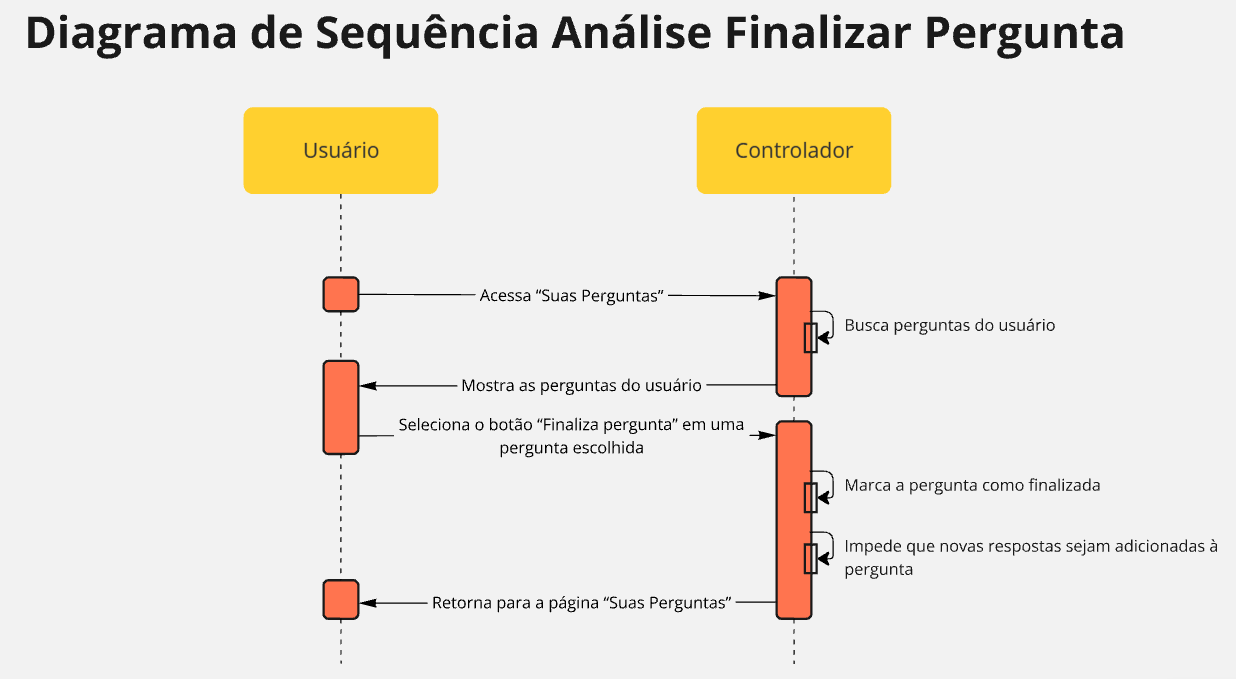 Diagrama de Sequência Análise Finalizar Pergunta
Usuário
Controlador
Acessa “Suas Perguntas”
Busca perguntas do usuário
Mostra as perguntas do usuário
Seleciona o botão “Finaliza pergunta” em uma
pergunta escolhida
Marca a pergunta como finalizada
Impede que novas respostas sejam adicionadas à
pergunta
Retorna para a página “Suas Perguntas”